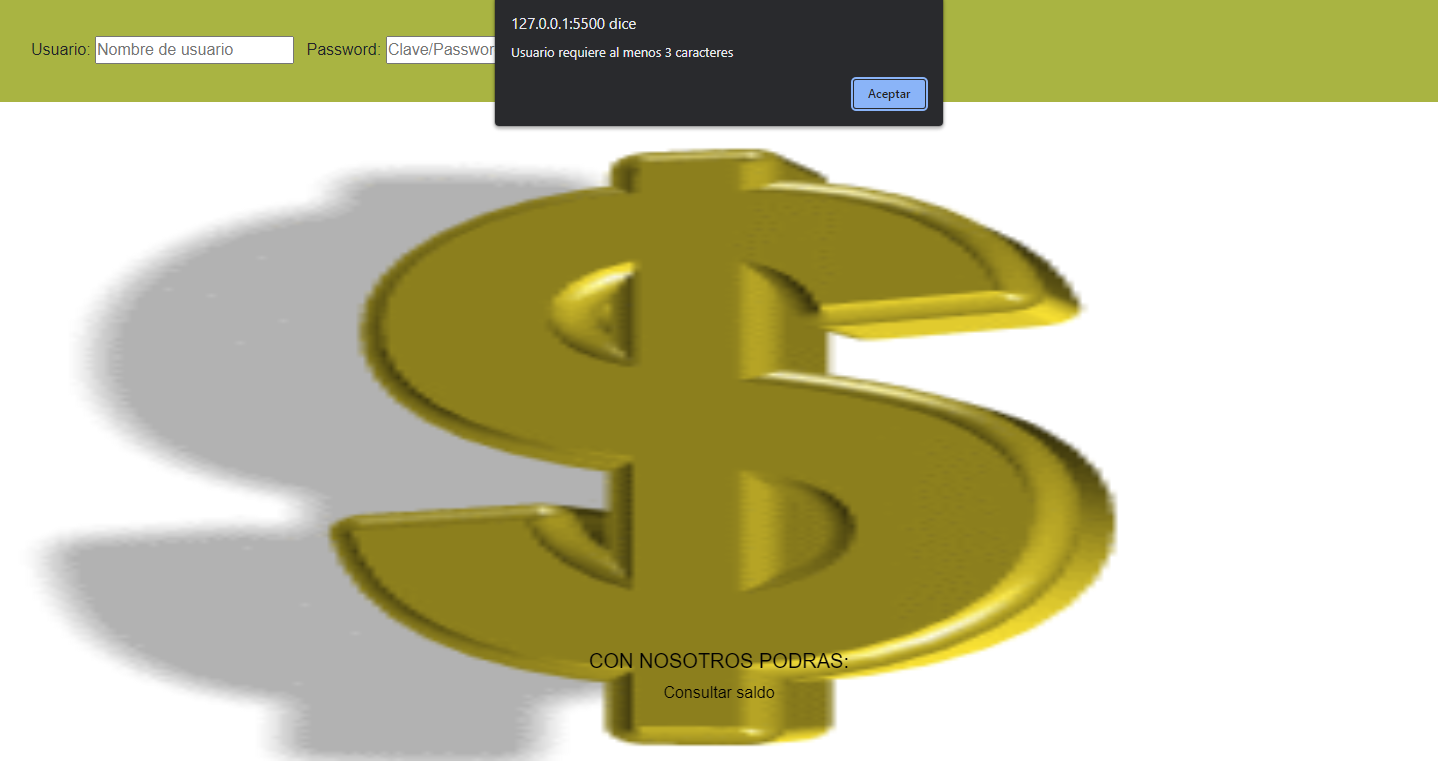 127.0.0.1:5500 dice
Usuario requiere al menos 3 caracteres
Aceptar
Usuario: Nombre de usuario Password: Clave/Passwor
CON NOSOTROS PODRAS:
Consultar saldo